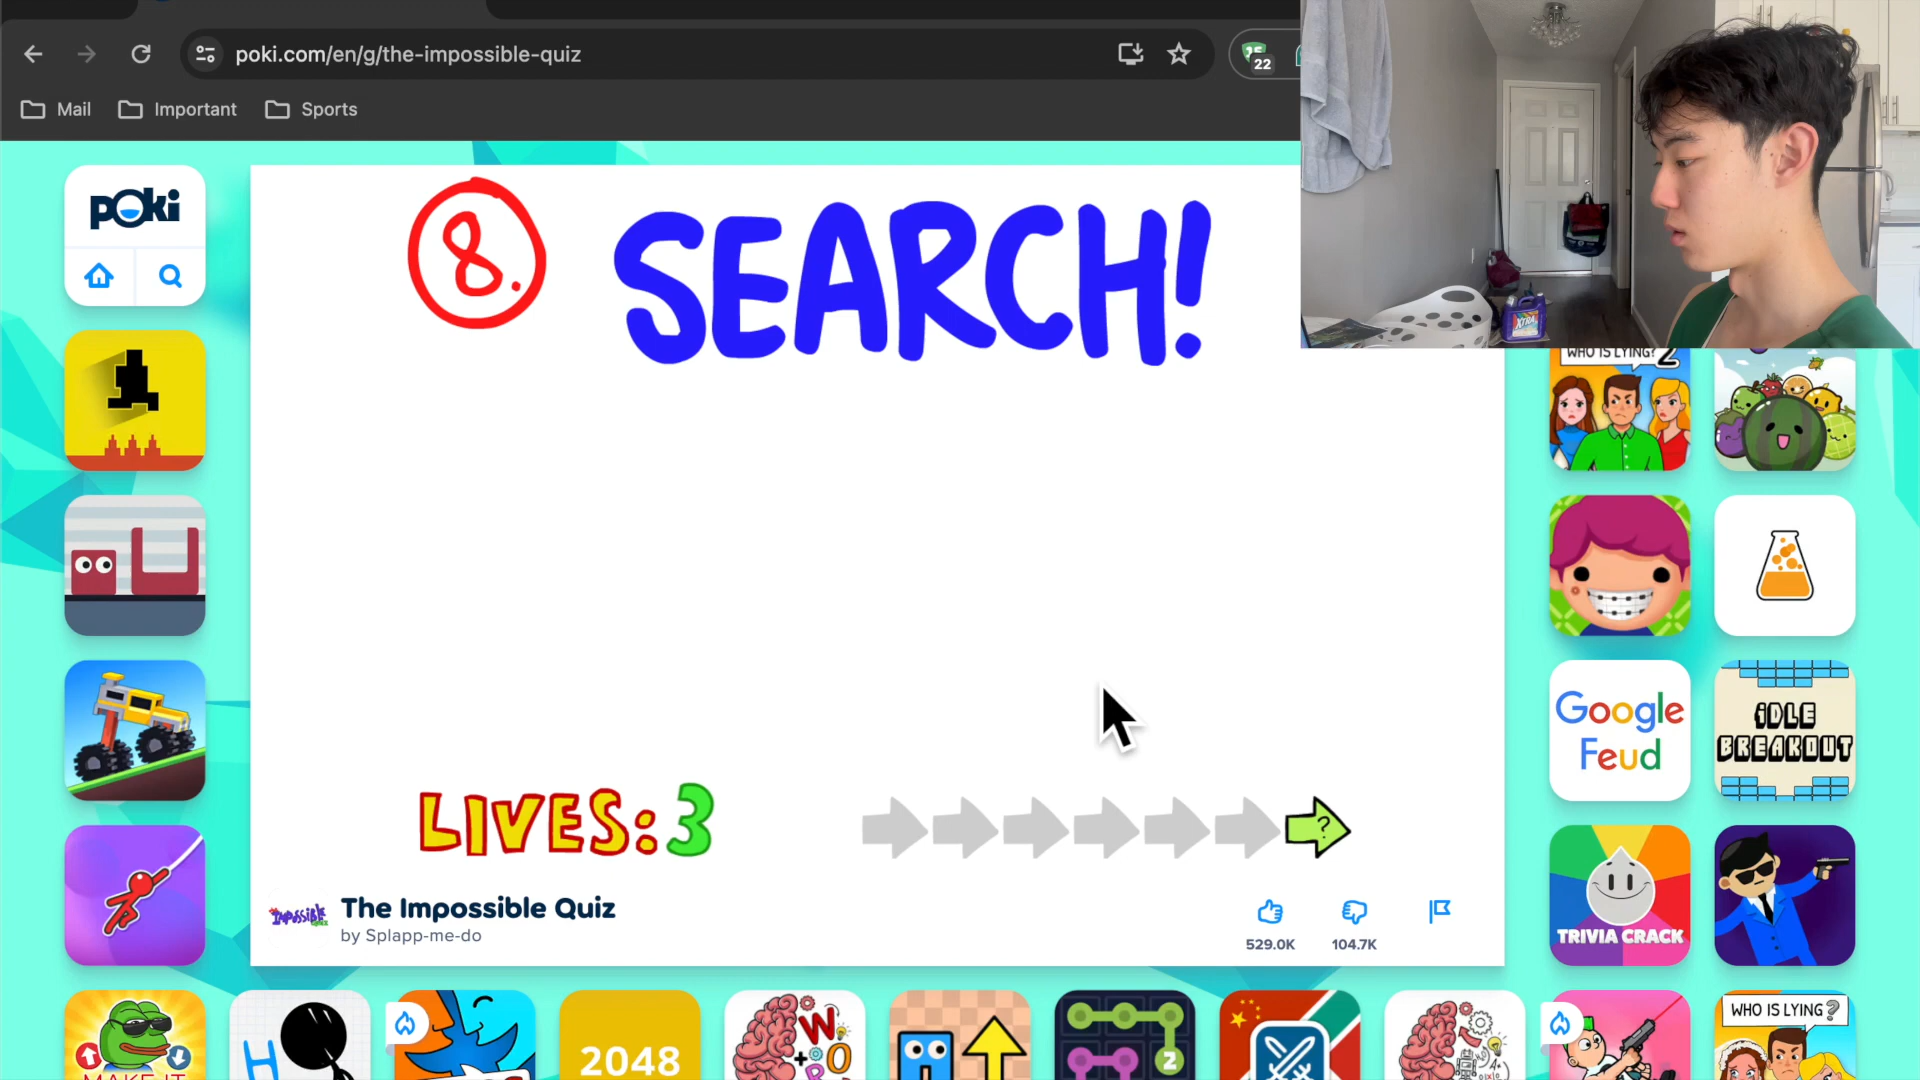 poki.com/en/g/the-impossible-quiz
22
Mail
Important
Sports
poki
8.
SEARCH!
XTRA
WHO IS LYING? 2
Google
Feud
iDLE
BREAKOUT
LIVES: 3
?
The Impossible Quiz
by Splapp-me-do
529.0K
104.7K
TRIVIA CRACK
2048
W
O
2
WHO IS LYING?